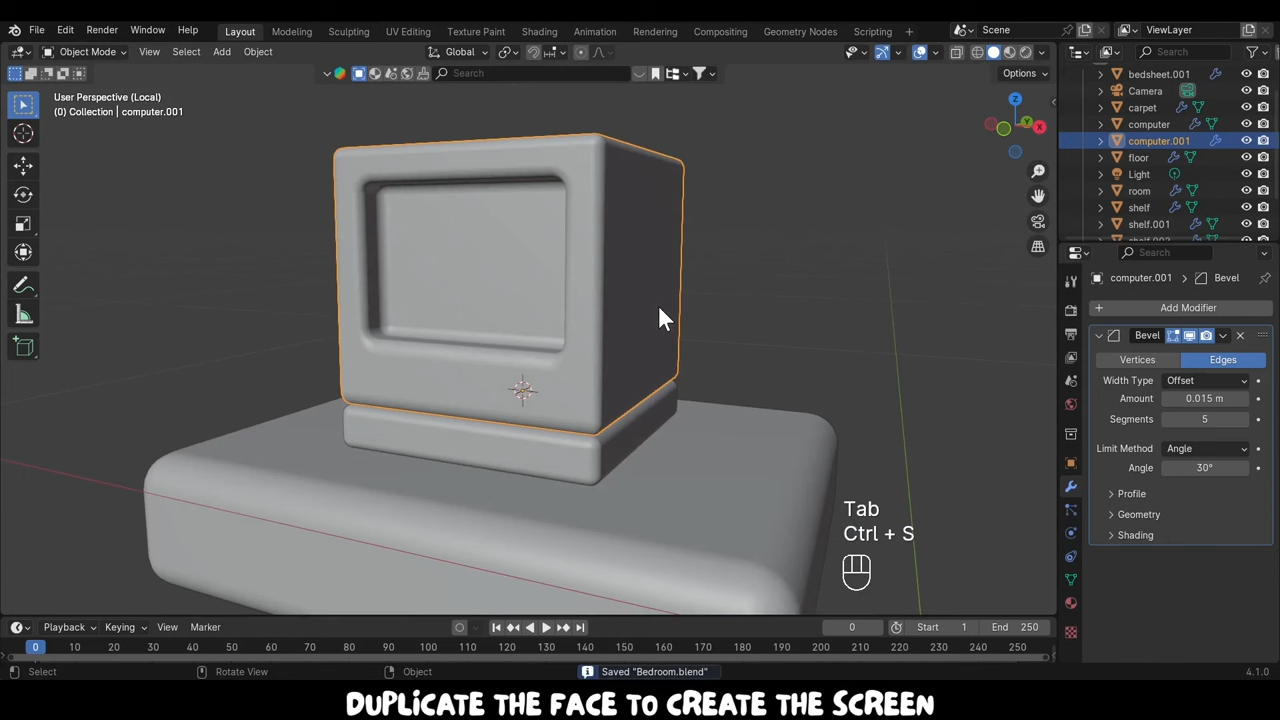 File Edit Render Window Help Layout Modeling Sculpting UV Editing Texture Paint Shading Animation Rendering Compositing Geometry Nodes Scripting Scene ViewLayer
Object Mode View Select Add Object Global Search
Search Options
User Perspective (Local)
(0) Collection | computer.001
Z
Y
X
bedsheet.001
Camera
carpet
computer
computer.001
floor
Light
room
shelf
shelf.001
Search
computer.001 Bevel
Add Modifier
Bevel
Vertices Edges
Width Type Offset
Amount 0.015 m
Segments 5
Limit Method Angle
Angle 30°
Profile
Geometry
Shading
Tab
Ctrl + S
Playback Keying View Marker 0 Start 1 End 250
0 10 20 30 40 50 60 70 80 90 100 110 120 130 140 150 160 170 180 190 200 210 220 230 240 250
Select Rotate View Object Saved "Bedroom.blend" 4.1.0
DUPLICATE THE FACE TO CREATE THE SCREEN